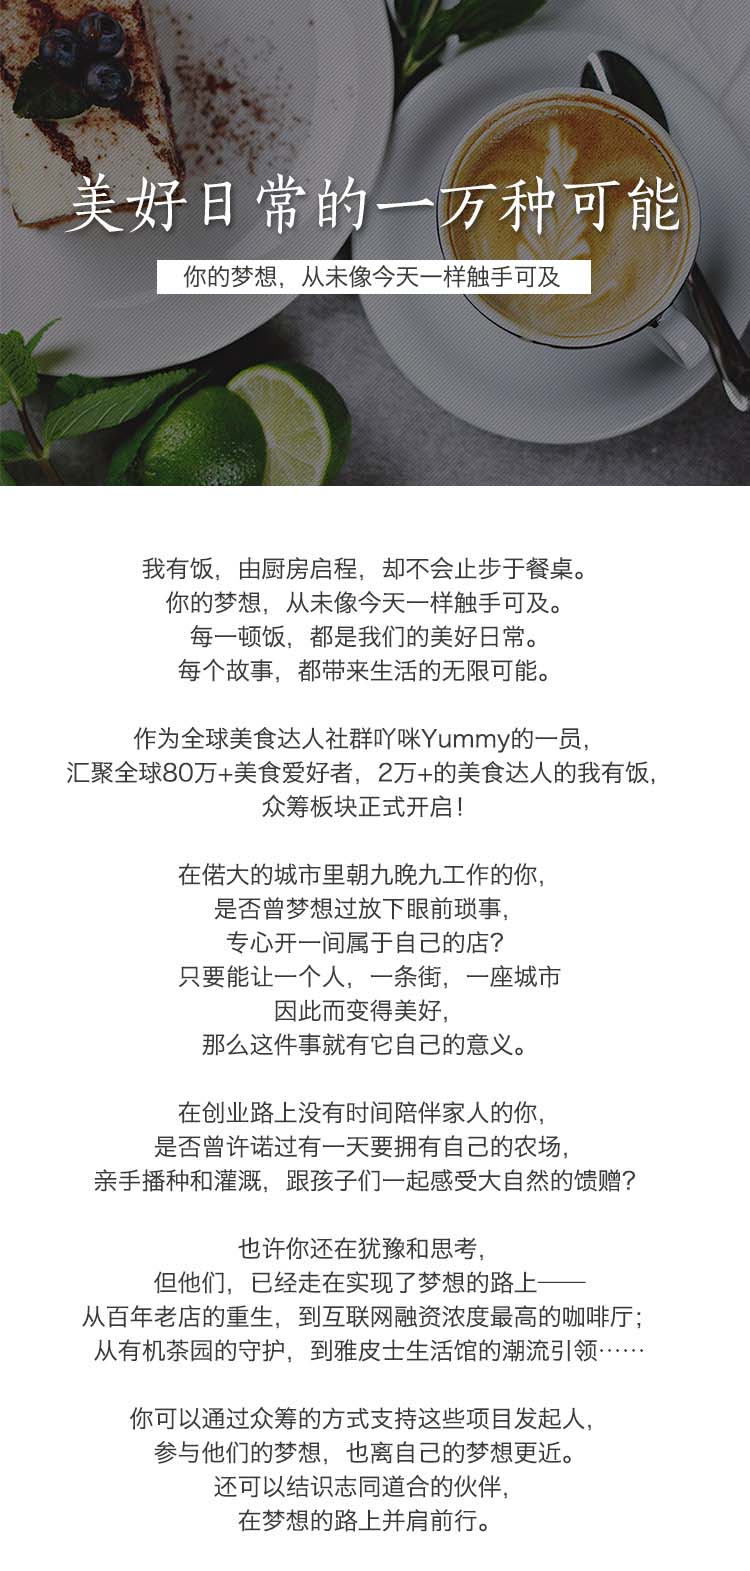 美好日常的一万种可能
你的梦想，从未像今天一样触手可及
我有饭，由厨房启程，却不会止步于餐桌。
你的梦想，从未像今天一样触手可及。
每一顿饭，都是我们的美好日常。
每个故事，都带来生活的无限可能。
作为全球美食达人社群吖咪Yummy的一员，
汇聚全球80万+美食爱好者，2万+的美食达人的我有饭，
众筹板块正式开启！
在偌大的城市里朝九晚九工作的你，
是否曾梦想过放下眼前琐事，
专心开一间属于自己的店？
只要能让一个人，一条街，一座城市
因此而变得美好，
那么这件事就有它自己的意义。
在创业路上没有时间陪伴家人的你，
是否曾许诺过有一天要拥有自己的农场，
亲手播种和灌溉，跟孩子们一起感受大自然的馈赠？
也许你还在犹豫和思考，
但他们，已经走在实现了梦想的路上——
从百年老店的重生，到互联网融资浓度最高的咖啡厅；
从有机茶园的守护，到雅皮士生活馆的潮流引领……
你可以通过众筹的方式支持这些项目发起人，
参与他们的梦想，也离自己的梦想更近。
还可以结识志同道合的伙伴，
在梦想的路上并肩前行。